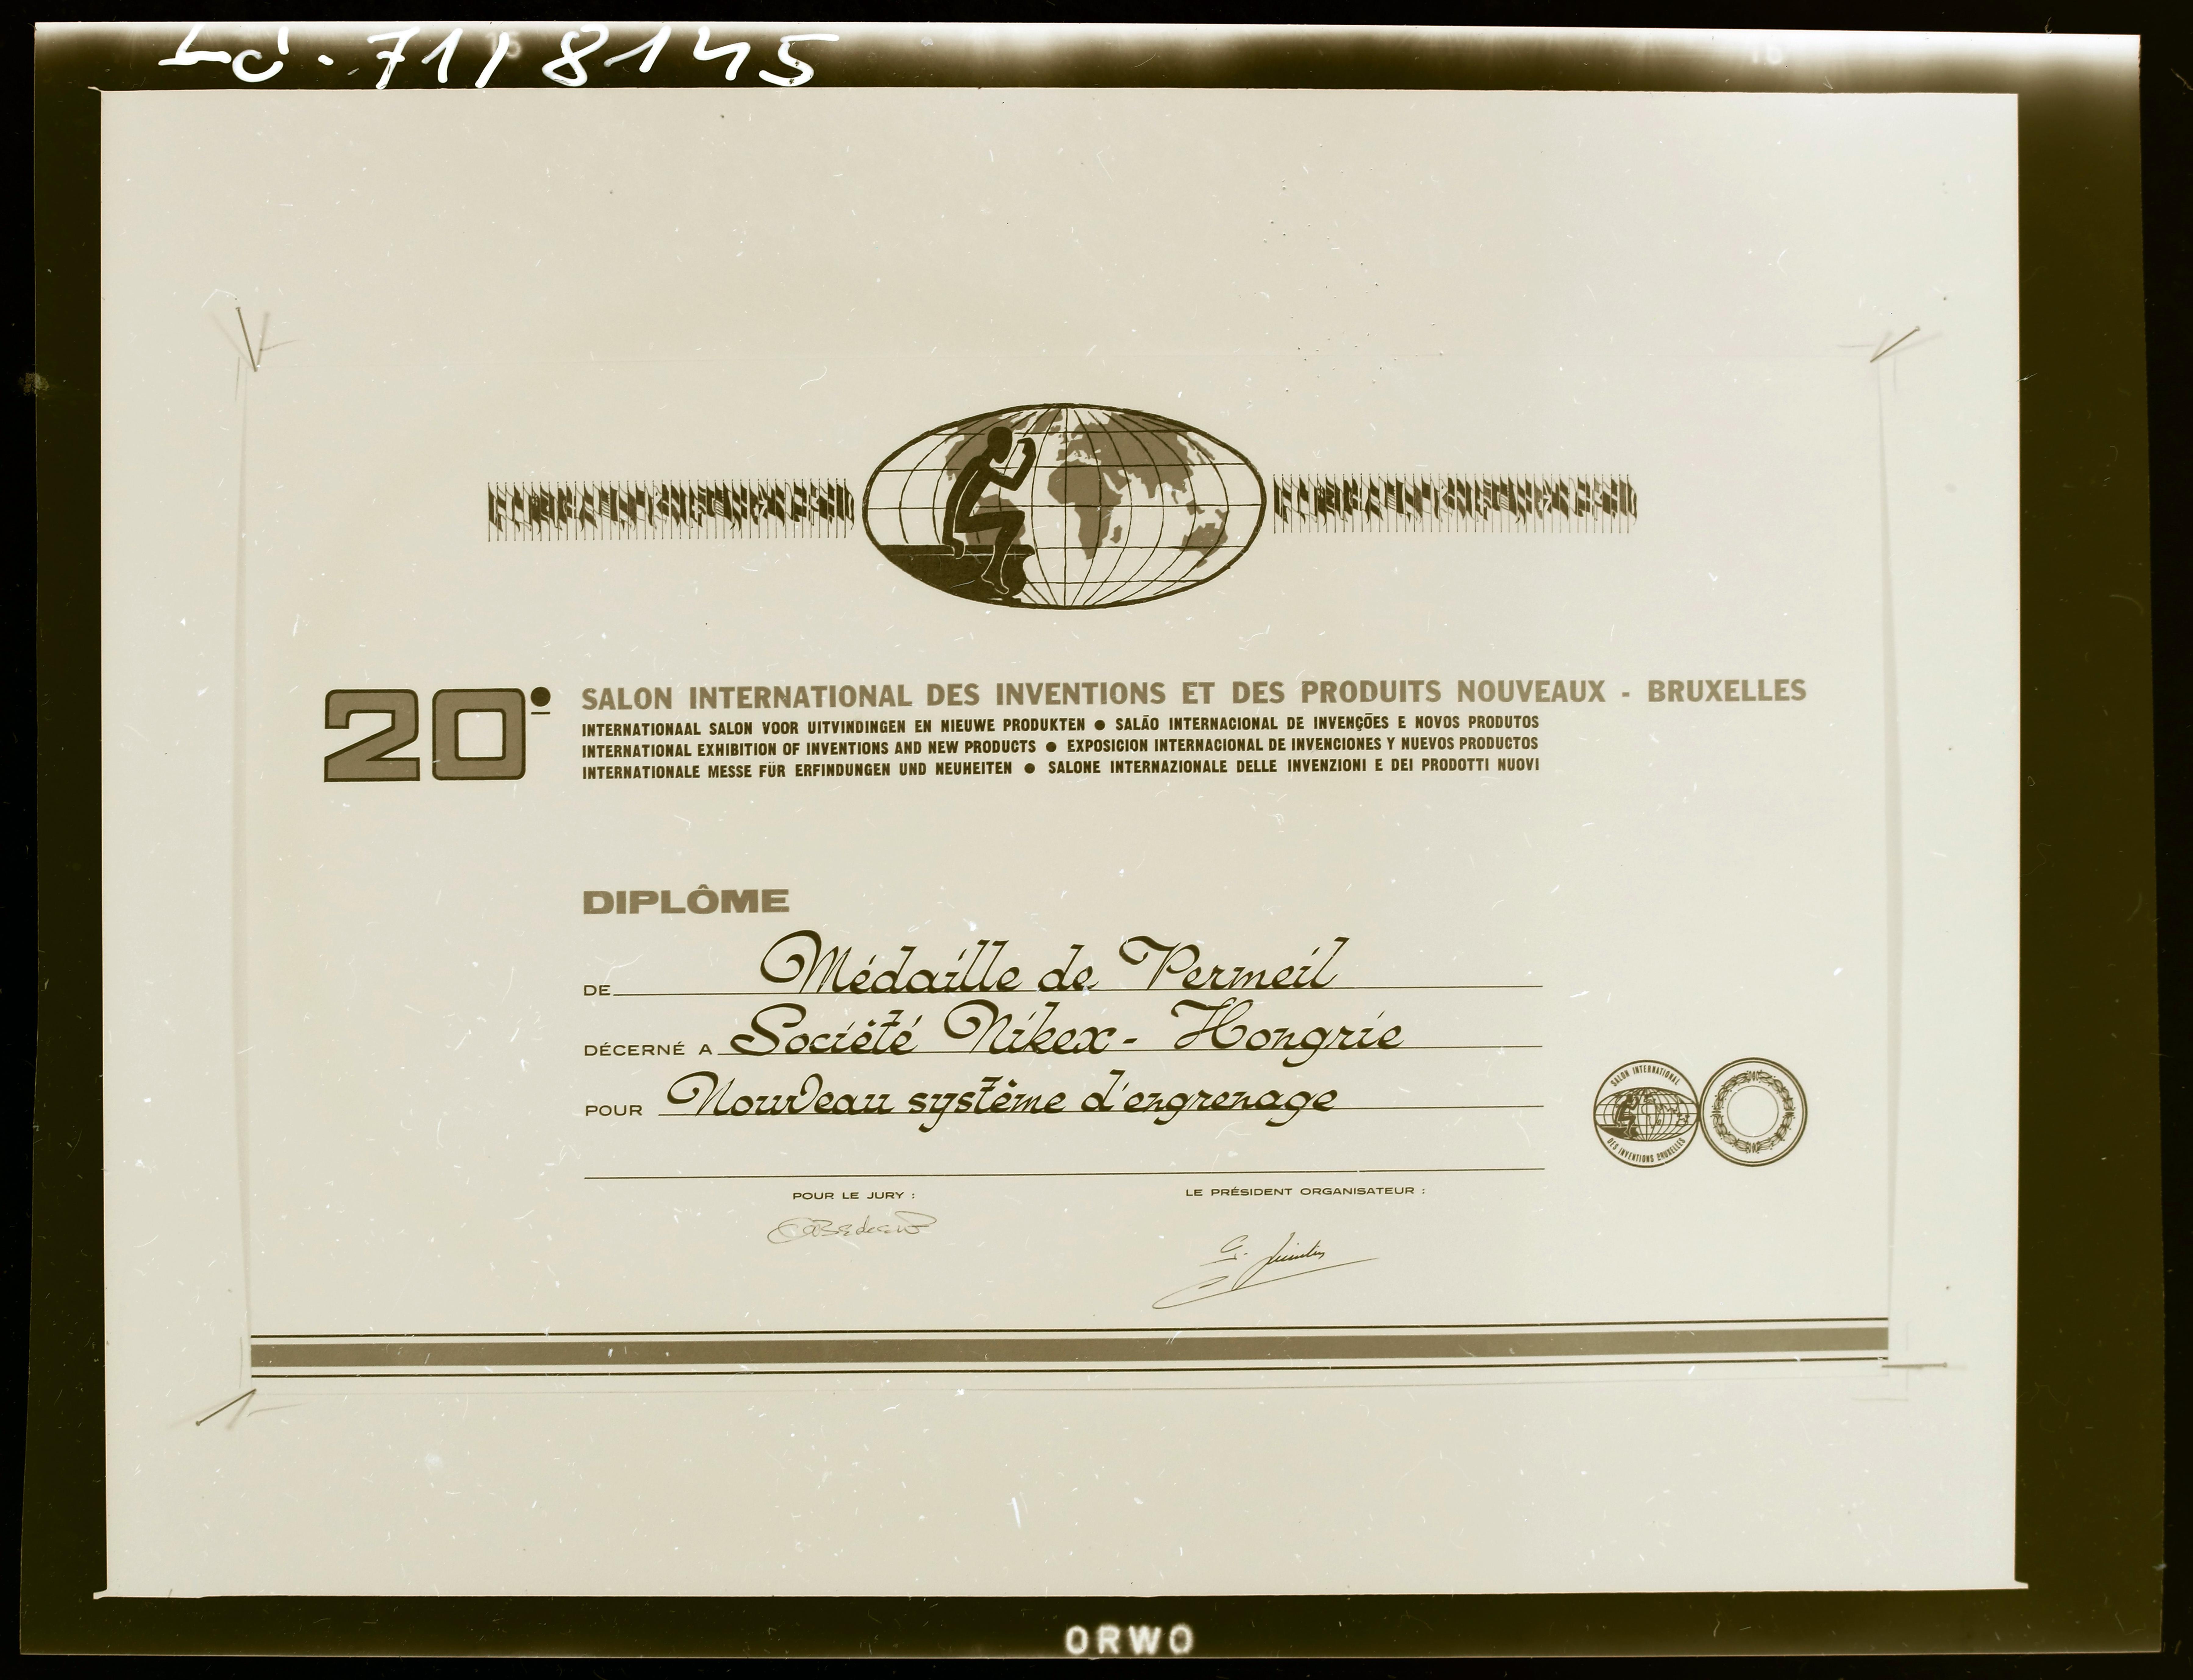 Lc. 71/8145
20º
SALON INTERNATIONAL DES INVENTIONS ET DES PRODUITS NOUVEAUX - BRUXELLES
INTERNATIONAAL SALON VOOR UITVINDINGEN EN NIEUWE PRODUKTEN ● SALÃO INTERNACIONAL DE INVENÇÕES E NOVOS PRODUTOS
INTERNATIONAL EXHIBITION OF INVENTIONS AND NEW PRODUCTS ● EXPOSICION INTERNACIONAL DE INVENCIONES Y NUEVOS PRODUCTOS
INTERNATIONALE MESSE FÜR ERFINDUNGEN UND NEUHEITEN ● SALONE INTERNAZIONALE DELLE INVENZIONI E DEI PRODOTTI NUOVI
DIPLÔME
DE Médaille de Vermeil
DÉCERNÉ A Société Nikex - Hongrie
POUR Nouveau système d'engrenage
SALON INTERNATIONAL
DES INVENTIONS BRUXELLES
POUR LE JURY :
LE PRÉSIDENT ORGANISATEUR :
G.
ORWO